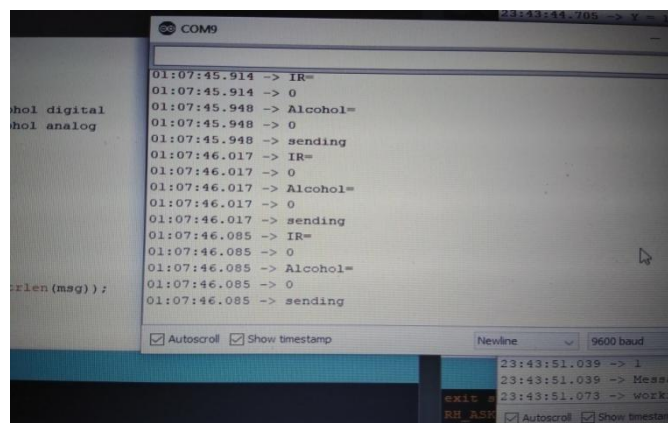 23:43:44.705 -> Y =
COM9
01:07:45.914 -> IR=
01:07:45.914 -> 0
01:07:45.948 -> Alcohol=
01:07:45.948 -> 0
01:07:45.948 -> sending
01:07:46.017 -> IR=
01:07:46.017 -> 0
01:07:46.017 -> Alcohol=
01:07:46.017 -> 0
01:07:46.017 -> sending
01:07:46.085 -> IR=
01:07:46.085 -> 0
01:07:46.085 -> Alcohol=
01:07:46.085 -> 0
01:07:46.085 -> sending
Autoscroll Show timestamp Newline 9600 baud
hol digital
hol analog
rlen(msg));
23:43:51.039 -> 1
23:43:51.039 -> Messa
23:43:51.073 -> work
Autoscroll Show timestam
exit s
RH_ASK